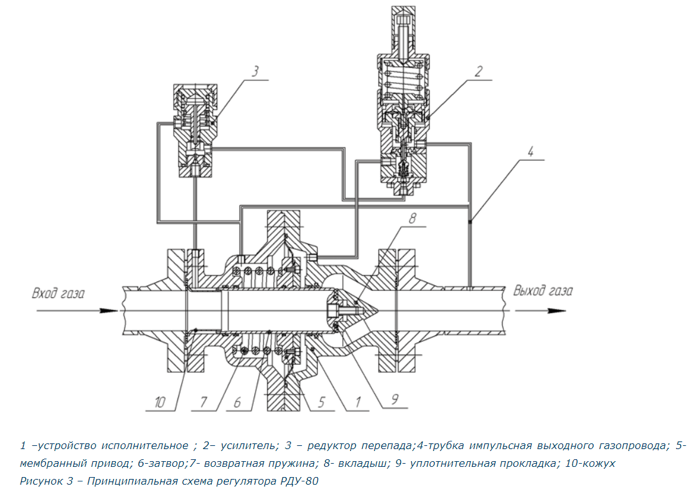 3
2
4
8
Вход газа
Выход газа
10
7
6
5
1
9
1 –устройство исполнительное ; 2– усилитель; 3 – редуктор перепада;4-трубка импульсная выходного газопровода; 5-
мембранный привод; 6-затвор;7- возвратная пружина; 8- вкладыш; 9- уплотнительная прокладка; 10-кожух
Рисунок 3 – Принципиальная схема регулятора РДУ-80